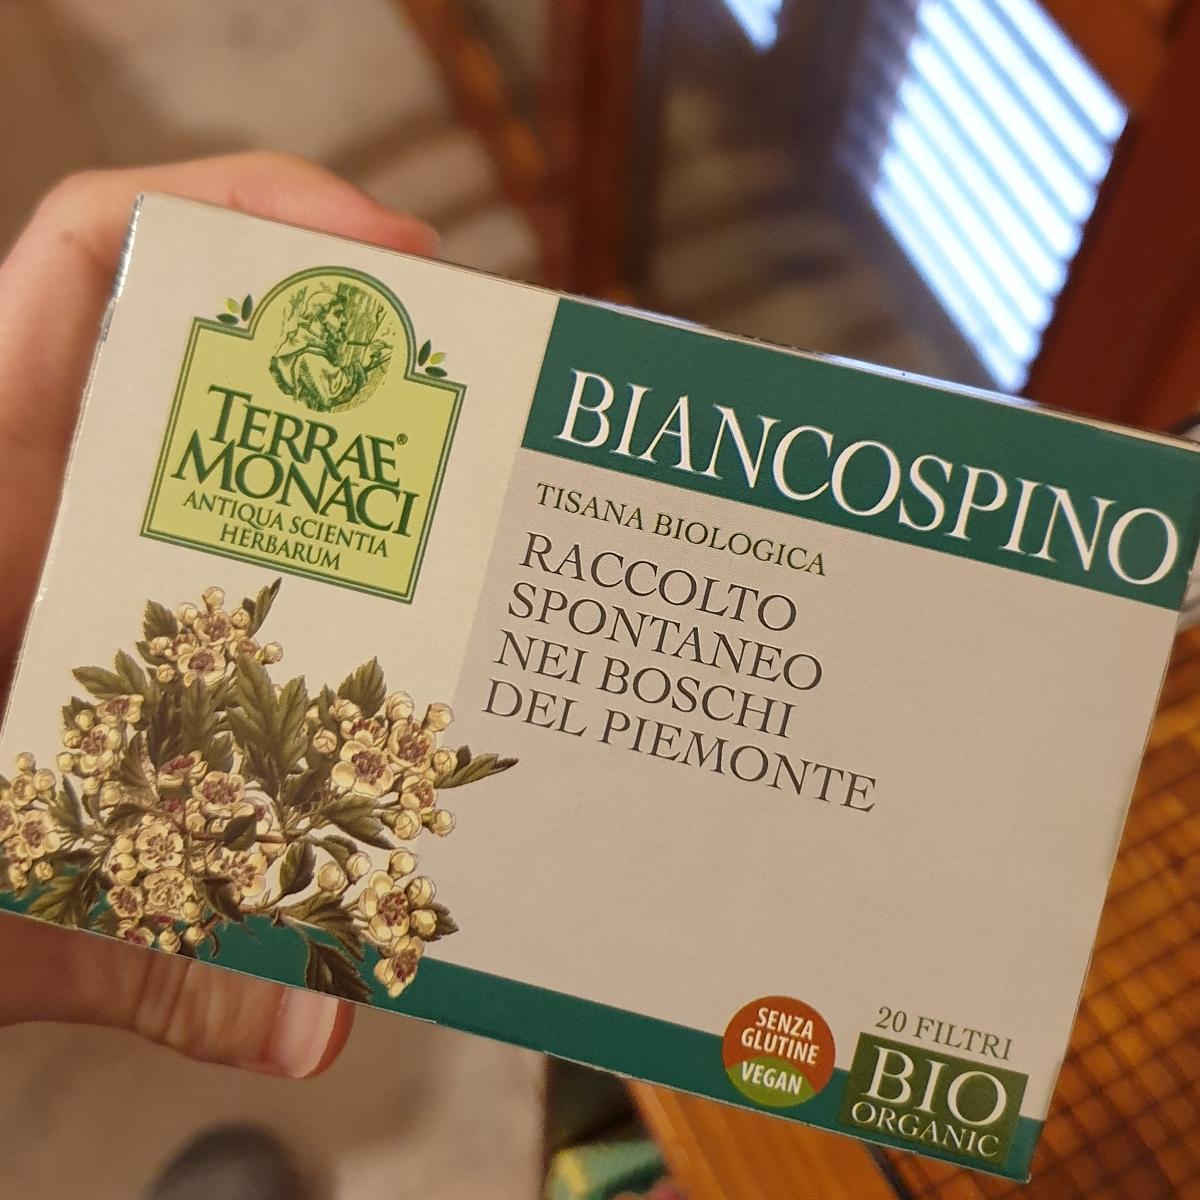 TERRAE®
MONACI
ANTIQUA SCIENTIA
HERBARUM
BIANCOSPINO
TISANA BIOLOGICA
RACCOLTO
SPONTANEO
NEI BOSCHI
DEL PIEMONTE
SENZA
GLUTINE
VEGAN
20 FILTRI
BIO
ORGANIC